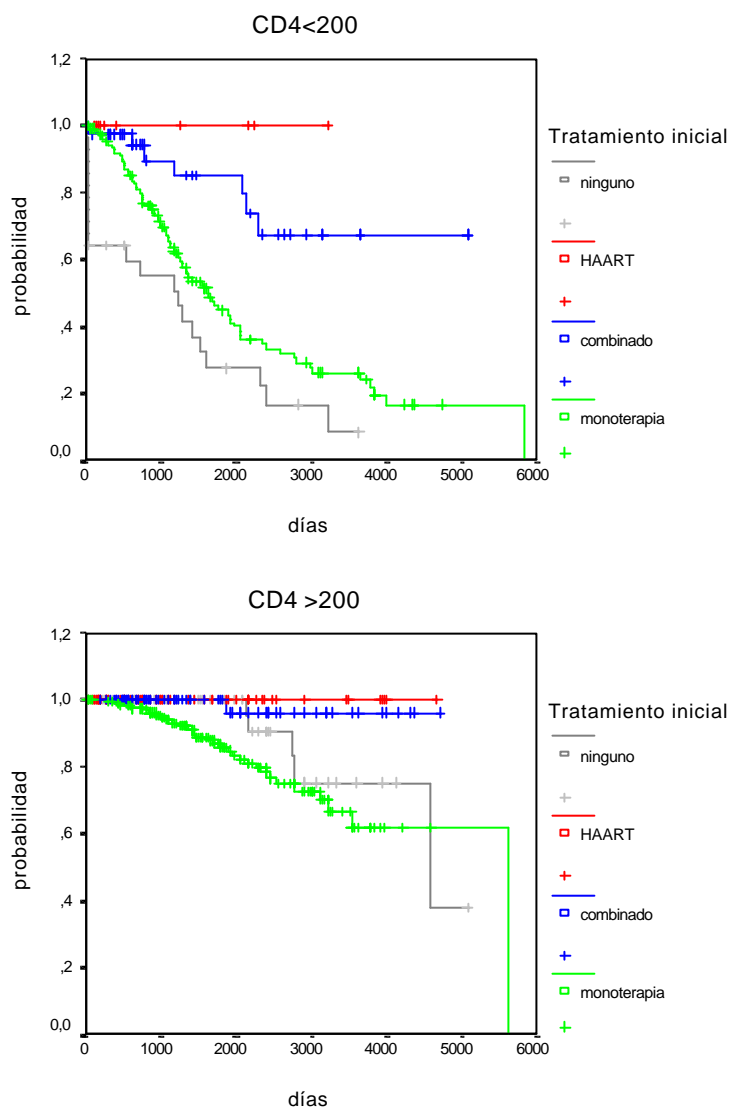 CD4<200
1,2
1,0
,8
,6
,4
,2
0,0
probabilidad
0 1000 2000 3000 4000 5000 6000
días
Tratamiento inicial
ninguno
HAART
combinado
monoterapia
CD4 >200
1,2
1,0
,8
,6
,4
,2
0,0
probabilidad
0 1000 2000 3000 4000 5000 6000
días
Tratamiento inicial
ninguno
HAART
combinado
monoterapia